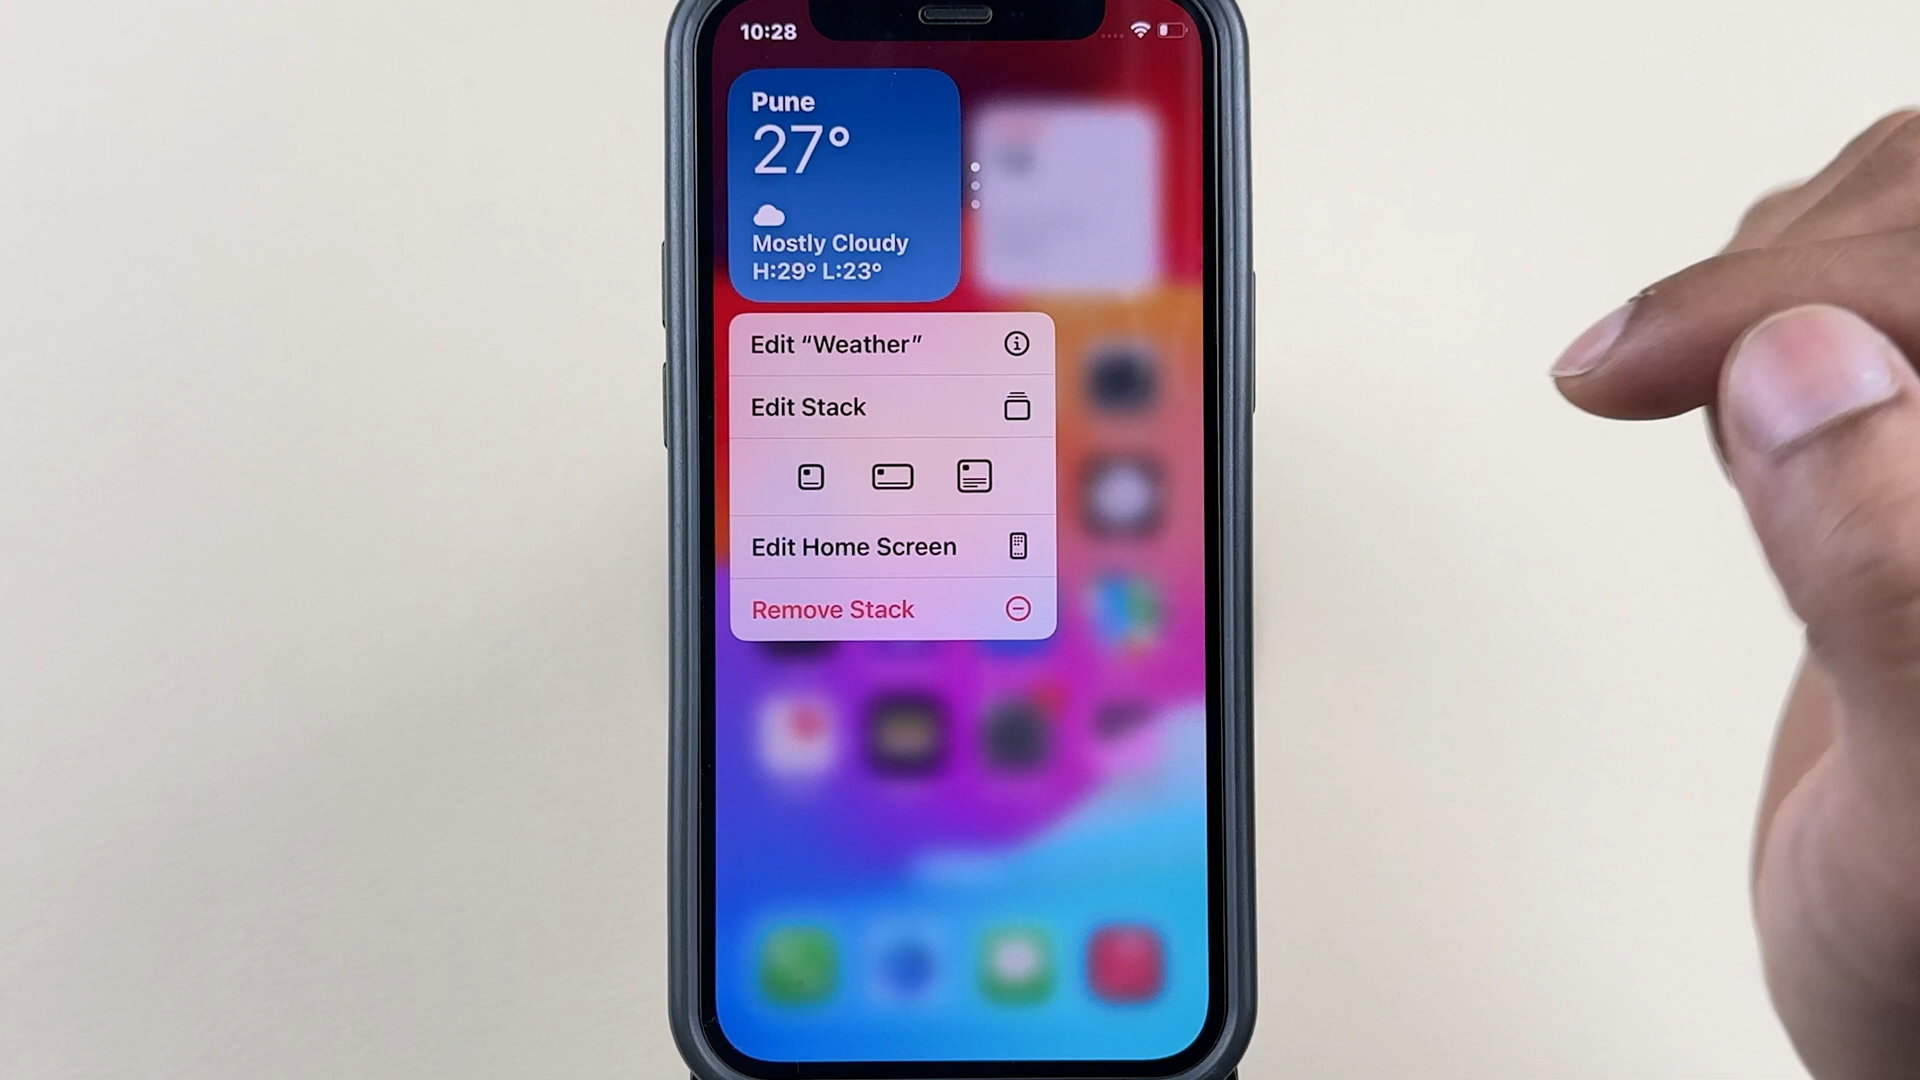 10:28
Pune
27°
Mostly Cloudy
H:29° L:23°
Edit “Weather”
Edit Stack
Edit Home Screen
Remove Stack